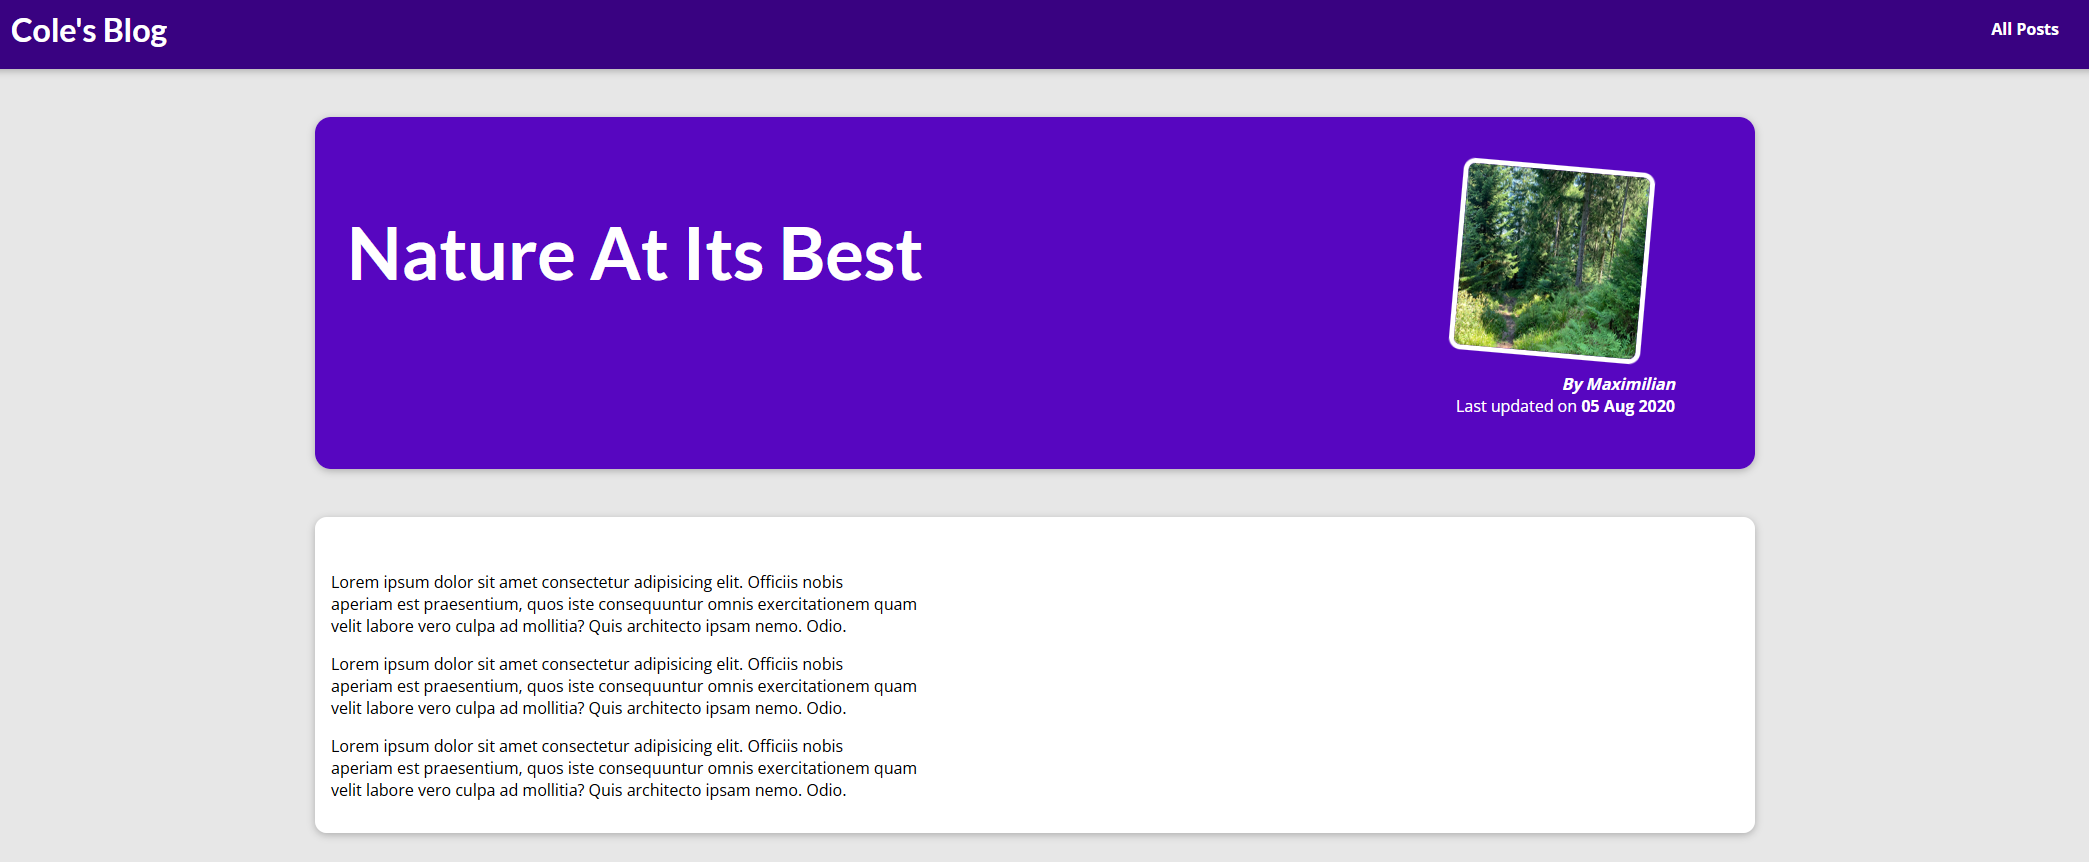 Cole's Blog
All Posts
Nature At Its Best
By Maximilian
Last updated on 05 Aug 2020
Lorem ipsum dolor sit amet consectetur adipisicing elit. Officiis nobis
aperiam est praesentium, quos iste consequuntur omnis exercitationem quam
velit labore vero culpa ad mollitia? Quis architecto ipsam nemo. Odio.
Lorem ipsum dolor sit amet consectetur adipisicing elit. Officiis nobis
aperiam est praesentium, quos iste consequuntur omnis exercitationem quam
velit labore vero culpa ad mollitia? Quis architecto ipsam nemo. Odio.
Lorem ipsum dolor sit amet consectetur adipisicing elit. Officiis nobis
aperiam est praesentium, quos iste consequuntur omnis exercitationem quam
velit labore vero culpa ad mollitia? Quis architecto ipsam nemo. Odio.